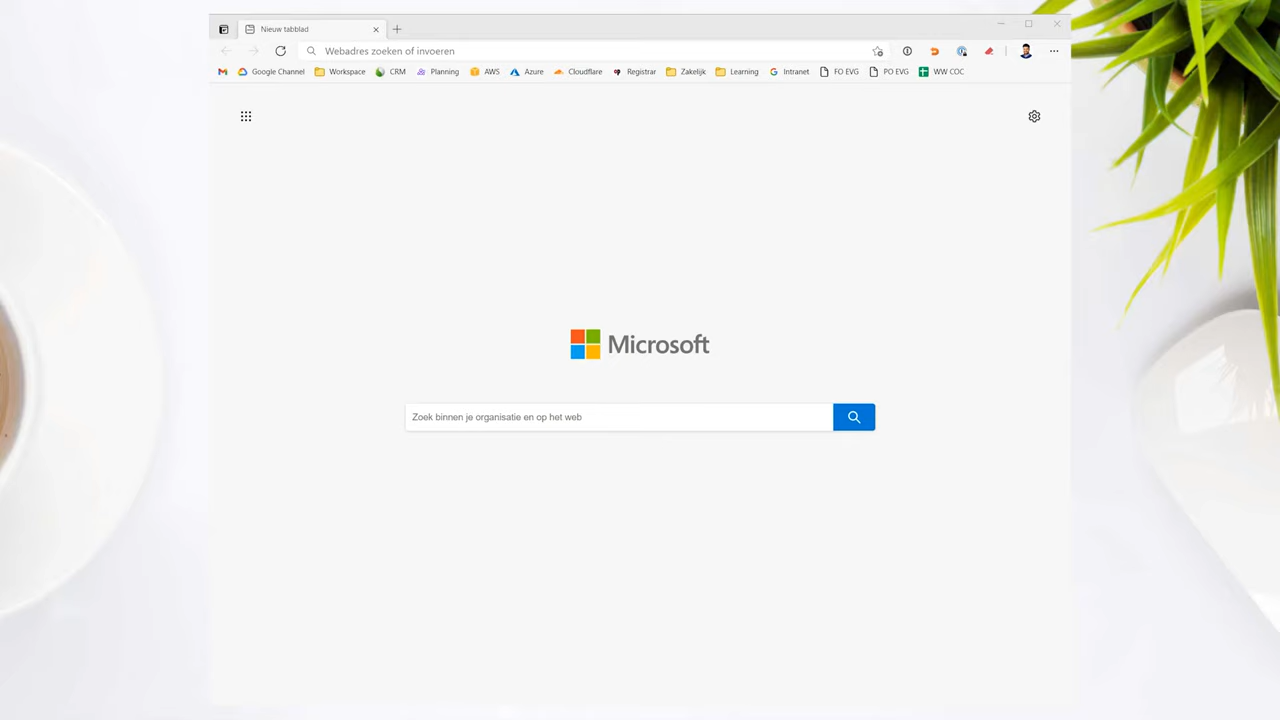 Nieuw tabblad
Webadres zoeken of invoeren
Google Channel Workspace CRM Planning AWS Azure Cloudflare Registrar Zakelijk Learning Intranet FO EVG PO EVG WW COC
Microsoft
Zoek binnen je organisatie en op het web